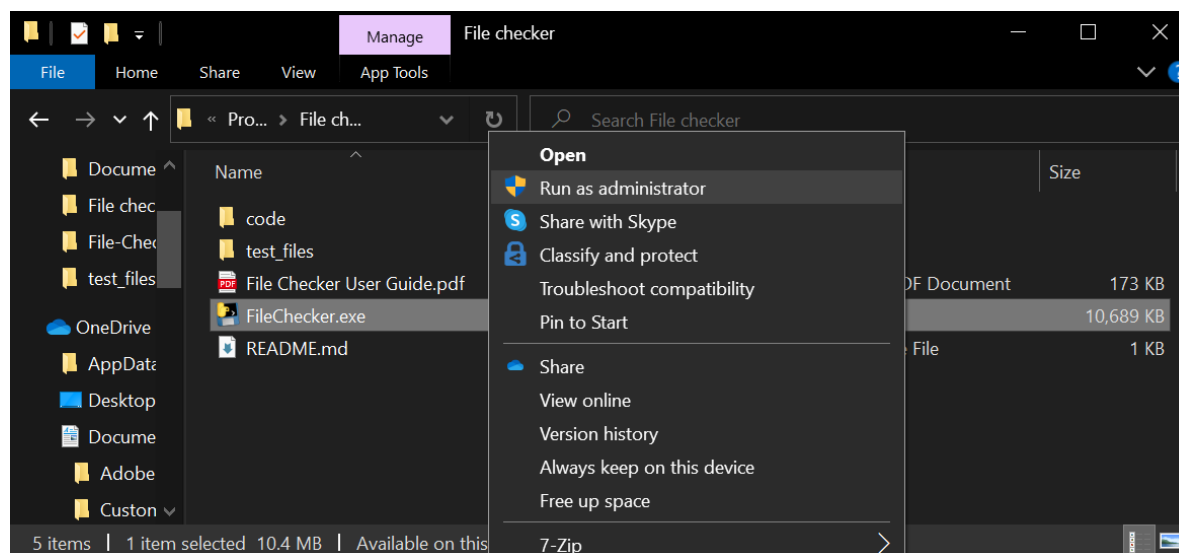 Manage File checker
File Home Share View App Tools
« Pro... > File ch... Search File checker
Name Size
Docume
File chec
File-Chec
test_files
OneDrive
AppData
Desktop
Docume
Adobe
Custon
code
test_files
File Checker User Guide.pdf DF Document 173 KB
FileChecker.exe 10,689 KB
README.md File 1 KB
Open
Run as administrator
Share with Skype
Classify and protect
Troubleshoot compatibility
Pin to Start
Share
View online
Version history
Always keep on this device
Free up space
7-Zip
5 items | 1 item selected 10.4 MB | Available on this